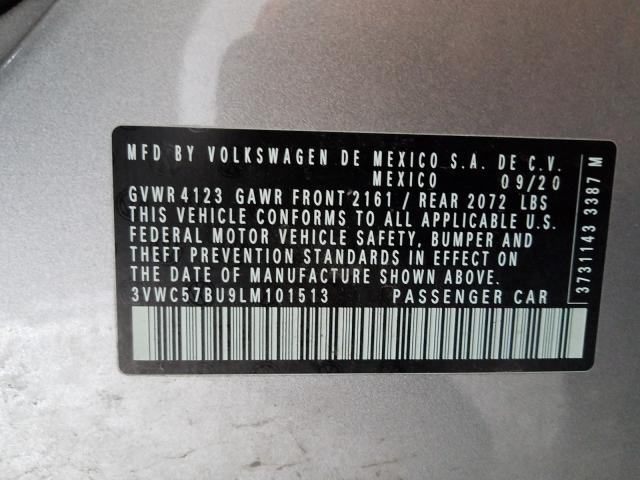 MFD BY VOLKSWAGEN DE MEXICO S.A. DE C.V.
MEXICO 09/20
GVWR 4123 GAWR FRONT 2161 / REAR 2072 LBS
THIS VEHICLE CONFORMS TO ALL APPLICABLE U.S.
FEDERAL MOTOR VEHICLE SAFETY, BUMPER AND
THEFT PREVENTION STANDARDS IN EFFECT ON
THE DATE OF MANUFACTURE SHOWN ABOVE.
3VWC57BU9LM101513 PASSENGER CAR
3731143 3387 M